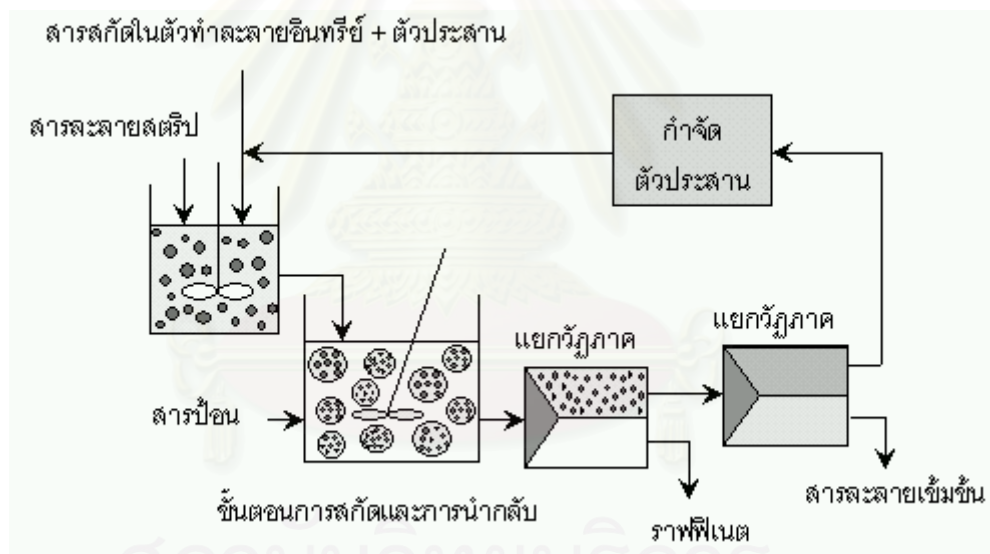 สารสกัดในตัวทำละลายอินทรีย์ + ตัวประสาน
สารละลายสตริป
กำจัด
ตัวประสาน
แยกวัฏภาค
แยกวัฏภาค
สารป้อน
สารละลายเข้มข้น
ขั้นตอนการสกัดและการนำกลับ
ราฟฟิเนต